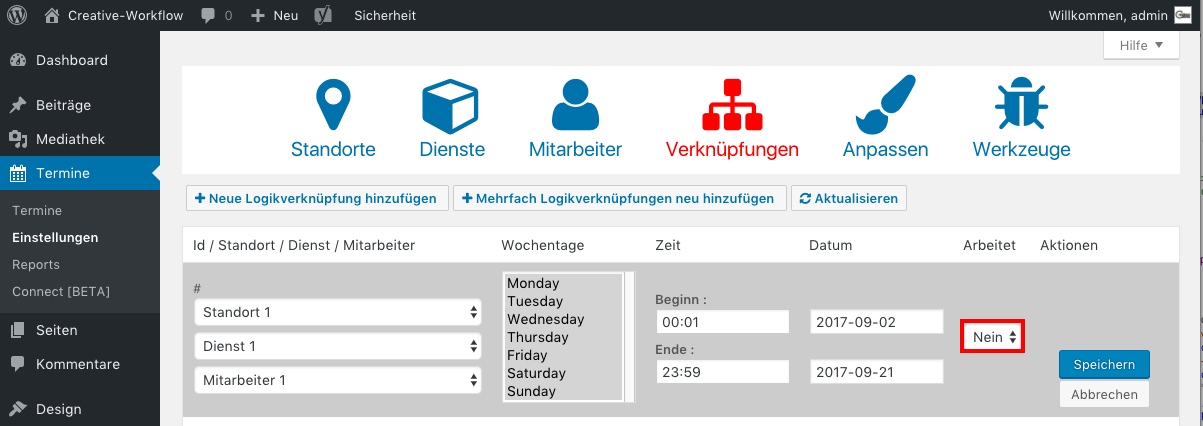 Creative-Workflow 0 Neu Sicherheit Willkommen, admin
Hilfe
Dashboard
Beiträge
Mediathek
Termine
Termine
Einstellungen
Reports
Connect [BETA]
Seiten
Kommentare
Design
Standorte Dienste Mitarbeiter Verknüpfungen Anpassen Werkzeuge
Neue Logikverknüpfung hinzufügen Mehrfach Logikverknüpfungen neu hinzufügen Aktualisieren
Id / Standort / Dienst / Mitarbeiter Wochentage Zeit Datum Arbeitet Aktionen
#
Standort 1
Dienst 1
Mitarbeiter 1
Monday
Tuesday
Wednesday
Thursday
Friday
Saturday
Sunday
Beginn :
00:01 2017-09-02
Ende :
23:59 2017-09-21
Nein
Speichern
Abbrechen